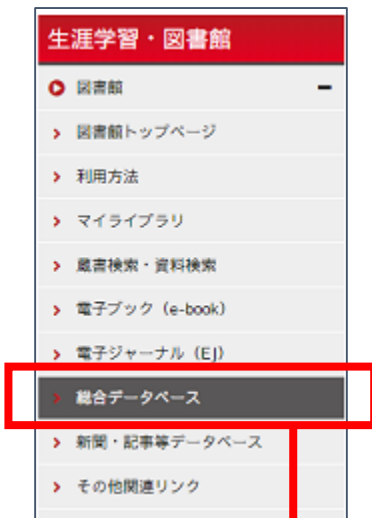 生涯学習・図書館
図書館
図書館トップページ
利用方法
マイライブラリ
蔵書検索・資料検索
電子ブック（e-book）
電子ジャーナル（EJ）
総合データベース
新聞・記事等データベース
その他関連リンク